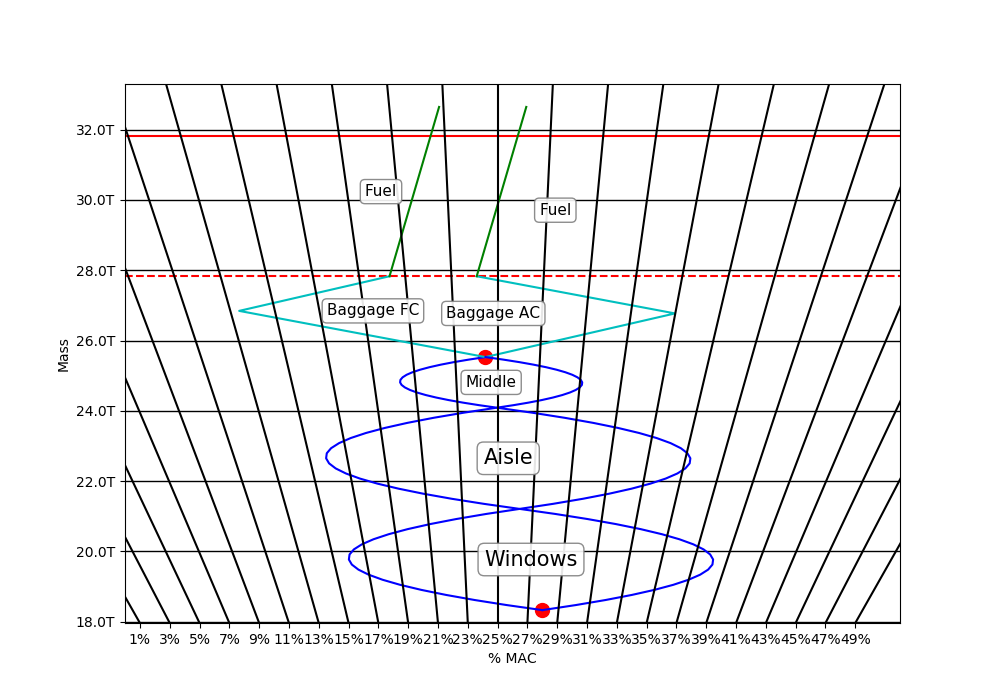 32.0T
30.0T
28.0T
26.0T
24.0T
22.0T
20.0T
18.0T
Mass
Fuel
Fuel
Baggage FC
Baggage AC
Middle
Aisle
Windows
1% 3% 5% 7% 9% 11% 13% 15% 17% 19% 21% 23% 25% 27% 29% 31% 33% 35% 37% 39% 41% 43% 45% 47% 49%
% MAC